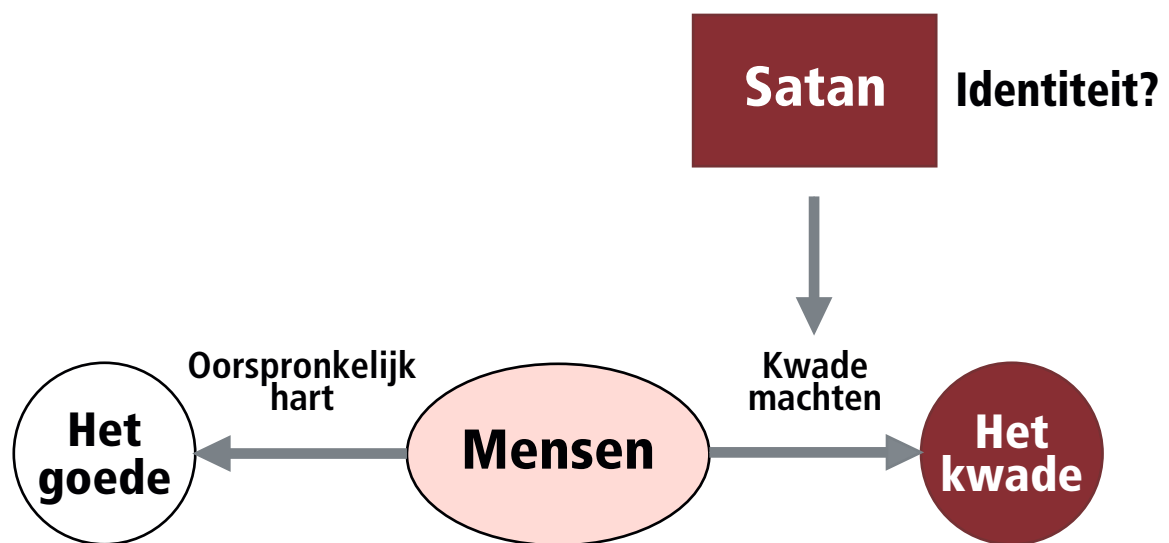 Satan
Identiteit?
Oorspronkelijk
hart
Kwade
machten
Het
goede
Mensen
Het
kwade